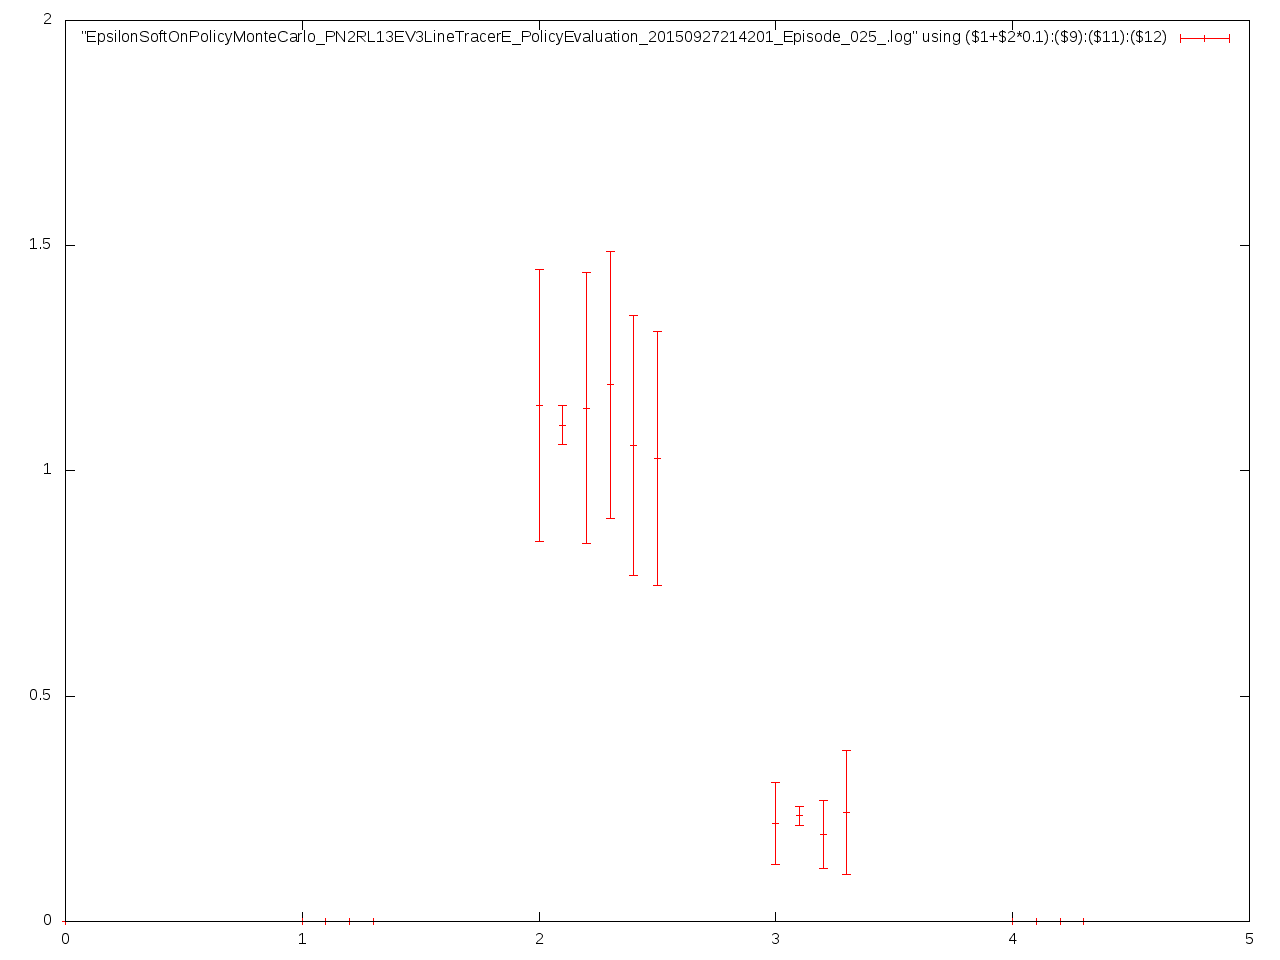 2
"EpsilonSoftOnPolicyMonteCarlo_PN2RL13EV3LineTracerE_PolicyEvaluation_20150927214201_Episode_025_.log" using ($1+$2*0.1):($9):($11):($12)
1.5
1
0.5
0
0 1 2 3 4 5